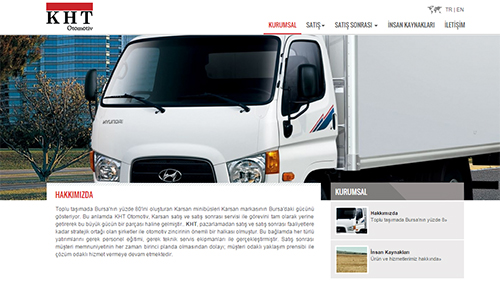 KHT
Otomotiv
TR | EN
KURUMSAL SATIŞ SATIŞ SONRASI İNSAN KAYNAKLARI İLETİŞİM
HYUNDAI
HAKKIMIZDA
Toplu taşımada Bursa'nın yüzde 80'ini oluşturan Karsan minibüsleri Karsan markasının Bursa'daki gücünü
gösteriyor. Bu anlamda KHT Otomotiv, Karsan satış ve satış sonrası servisi ile görevini tam olarak yerine
getirerek bu büyük gücün bir parçası haline gelmiştir. KHT, pazarlamadan satış ve satış sonrası faaliyetlere
kadar stratejik ortağı olan şirketler ile otomotiv zincirinin önemli bir halkası olmuştur. Bu bağlamda her türlü
yatırımlarını gerek personel eğitimi, gerek teknik servis ekipmanları ile gerçekleştirmiştir. Satış sonrası
müşteri memnuniyetinin her zaman birinci planda olmasından dolayı; müşteri odaklı yaklaşım prensibi ile
çözüm odaklı hizmet vermeye devam etmektedir.
KURUMSAL
Hakkımızda
Toplu taşımada Bursa'nın yüzde 8»
İnsan Kaynakları
Ürün ve hizmetlerimiz hakkında»